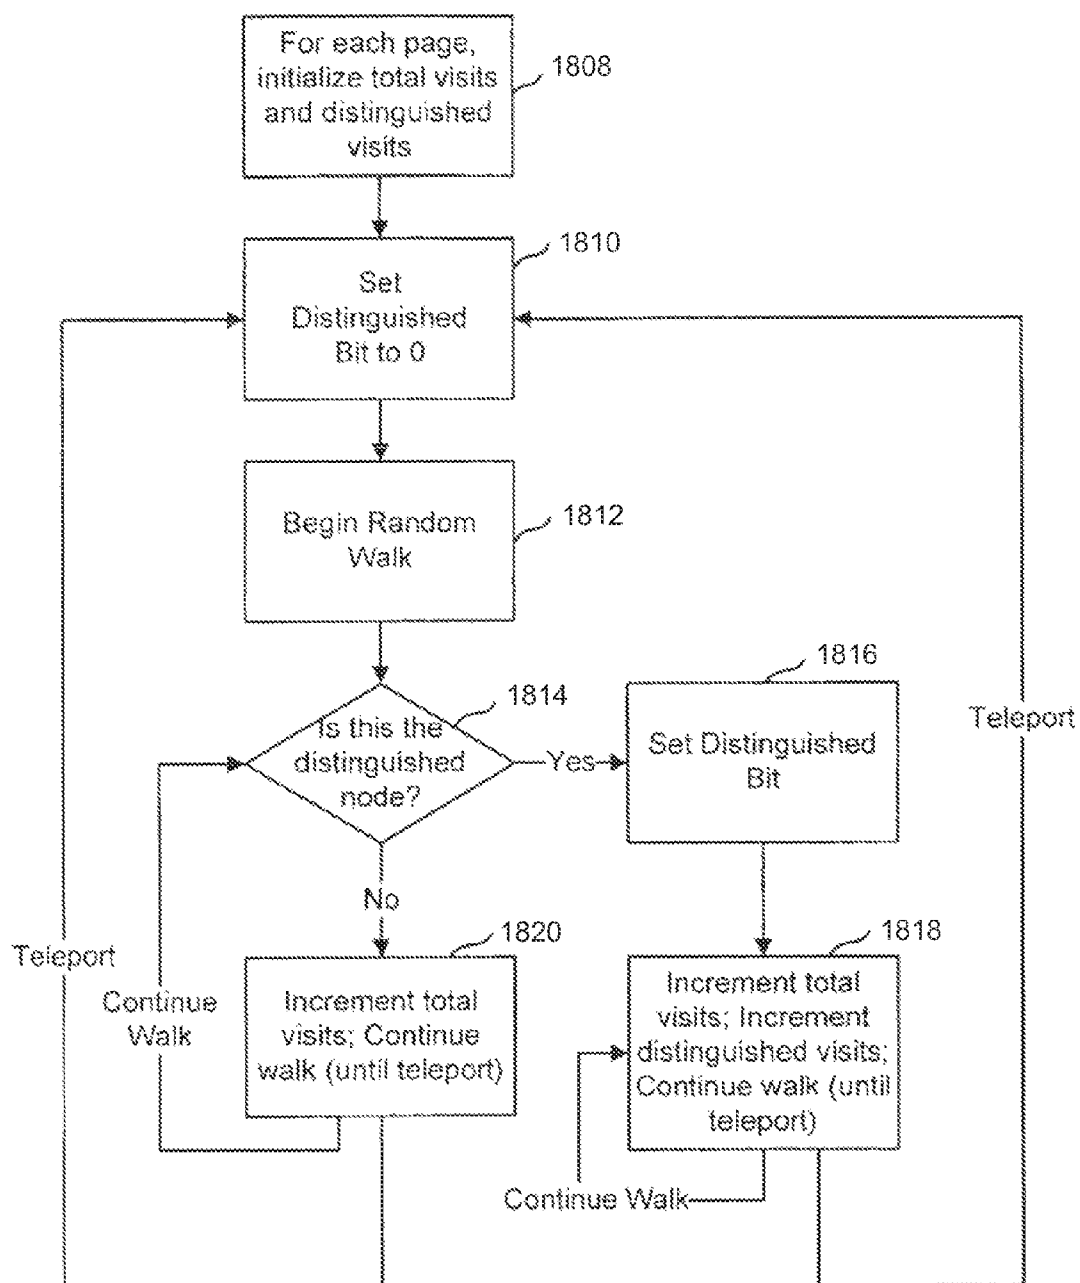 For each page,
initialize total visits
and distinguished
visits
1808
1810
Set
Distinguished
Bit to 0
Begin Random
Walk
1812
1814
Is this the
distinguished
node?
Yes
1816
Set Distinguished
Bit
Teleport
No
Teleport
Continue
Walk
1820
Increment total
visits; Continue
walk (until teleport)
1818
Increment total
visits; Increment
distinguished visits;
Continue walk (until
teleport)
Continue Walk